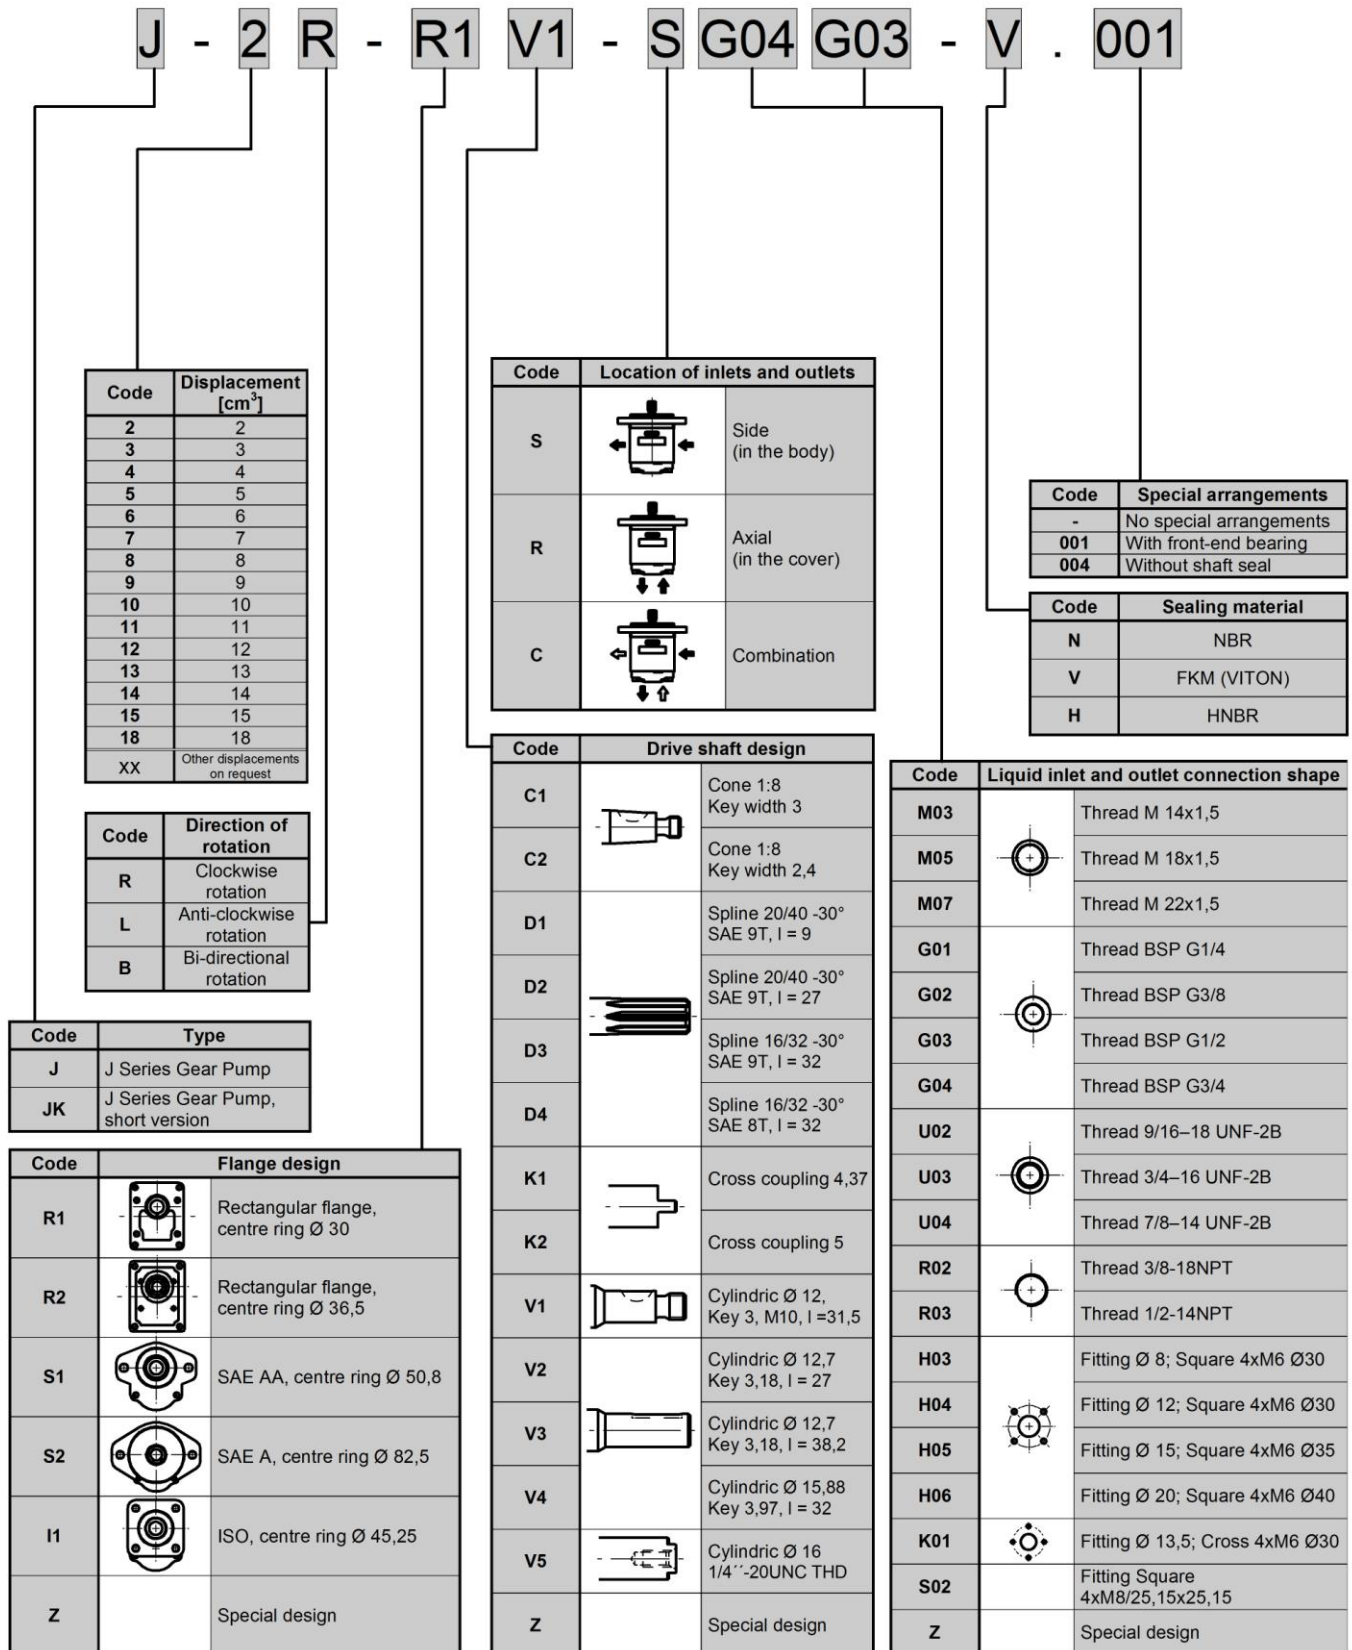 J - 2 R - R1 V1 - S G04 G03 - V . 001
Code Displacement [cm³]
2 2
3 3
4 4
5 5
6 6
7 7
8 8
9 9
10 10
11 11
12 12
13 13
14 14
15 15
18 18
XX Other displacements
on request
Code Direction of
rotation
R Clockwise
rotation
L Anti-clockwise
rotation
B Bi-directional
rotation
Code Type
J J Series Gear Pump
JK J Series Gear Pump,
short version
Code Flange design
R1 Rectangular flange,
centre ring Ø 30
R2 Rectangular flange,
centre ring Ø 36,5
S1 SAE AA, centre ring Ø 50,8
S2 SAE A, centre ring Ø 82,5
I1 ISO, centre ring Ø 45,25
Z Special design
Code Location of inlets and outlets
S Side
(in the body)
R Axial
(in the cover)
C Combination
Code Drive shaft design
C1 Cone 1:8
Key width 3
C2 Cone 1:8
Key width 2,4
D1 Spline 20/40 -30°
SAE 9T, l = 9
D2 Spline 20/40 -30°
SAE 9T, l = 27
D3 Spline 16/32 -30°
SAE 9T, l = 32
D4 Spline 16/32 -30°
SAE 8T, l = 32
K1 Cross coupling 4,37
K2 Cross coupling 5
V1 Cylindric Ø 12,
Key 3, M10, l =31,5
V2 Cylindric Ø 12,7
Key 3,18, l = 27
V3 Cylindric Ø 12,7
Key 3,18, l = 38,2
V4 Cylindric Ø 15,88
Key 3,97, l = 32
V5 Cylindric Ø 16
1/4´´-20UNC THD
Z Special design
Code Special arrangements
- No special arrangements
001 With front-end bearing
004 Without shaft seal
Code Sealing material
N NBR
V FKM (VITON)
H HNBR
Code Liquid inlet and outlet connection shape
M03 Thread M 14x1,5
M05 Thread M 18x1,5
M07 Thread M 22x1,5
G01 Thread BSP G1/4
G02 Thread BSP G3/8
G03 Thread BSP G1/2
G04 Thread BSP G3/4
U02 Thread 9/16–18 UNF-2B
U03 Thread 3/4–16 UNF-2B
U04 Thread 7/8–14 UNF-2B
R02 Thread 3/8-18NPT
R03 Thread 1/2-14NPT
H03 Fitting Ø 8; Square 4xM6 Ø30
H04 Fitting Ø 12; Square 4xM6 Ø30
H05 Fitting Ø 15; Square 4xM6 Ø35
H06 Fitting Ø 20; Square 4xM6 Ø40
K01 Fitting Ø 13,5; Cross 4xM6 Ø30
S02 Fitting Square
4xM8/25,15x25,15
Z Special design